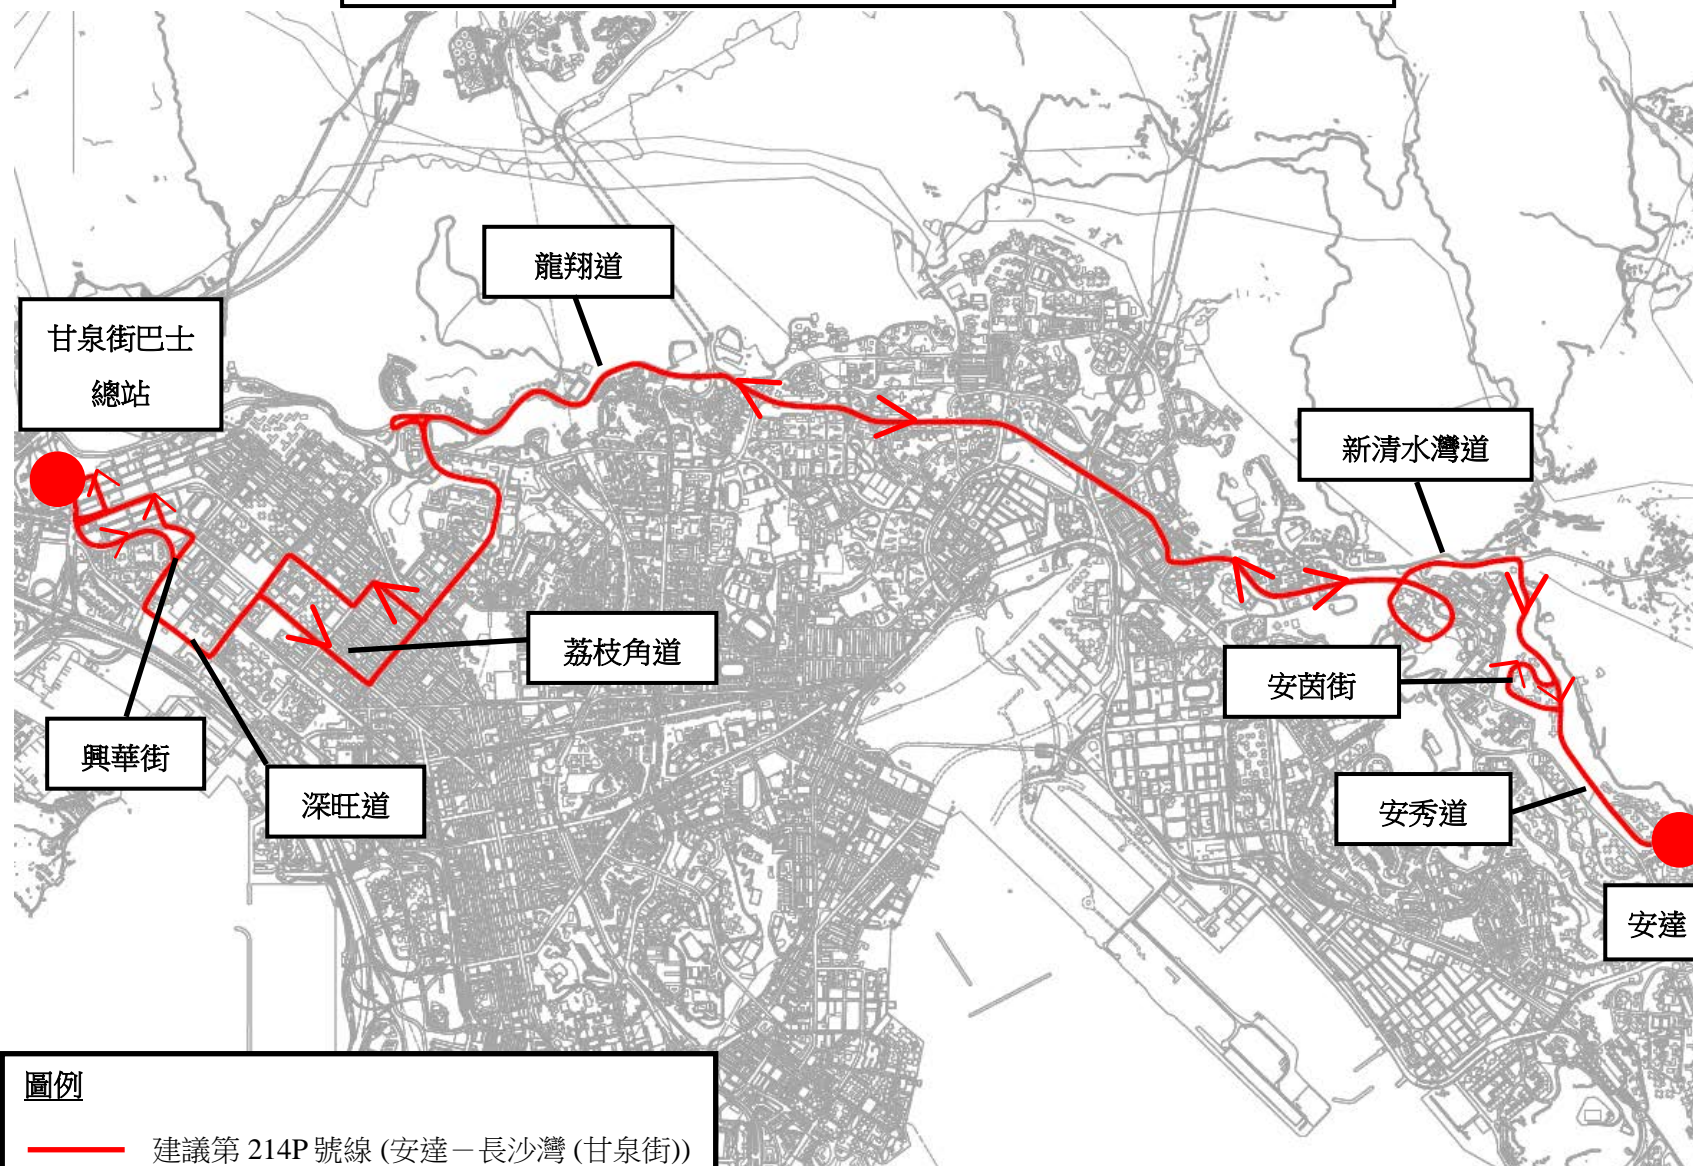 龍翔道
甘泉街巴士
總站
新清水灣道
荔枝角道
安茵街
興華街
深旺道
安秀道
安達
圖例
建議第 214P 號線 (安達－長沙灣 (甘泉街))